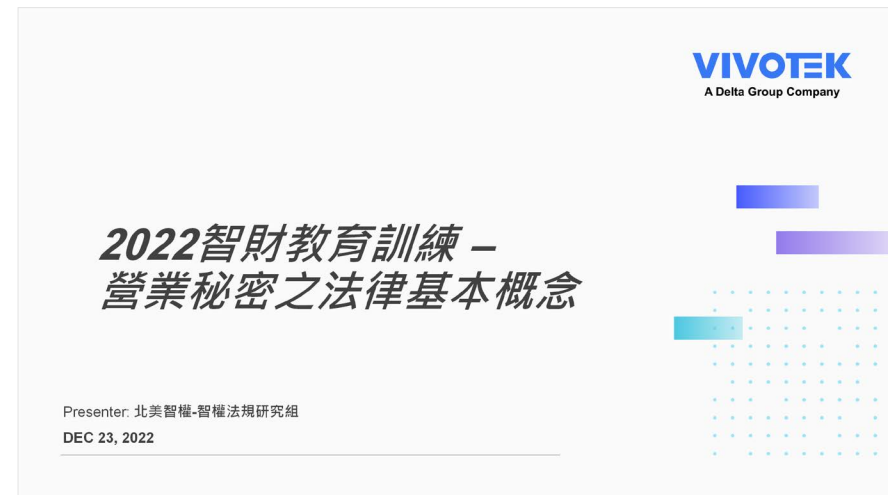 VIVOTEK
A Delta Group Company
2022智財教育訓練 –
營業秘密之法律基本概念
Presenter: 北美智權-智權法規研究組
DEC 23, 2022